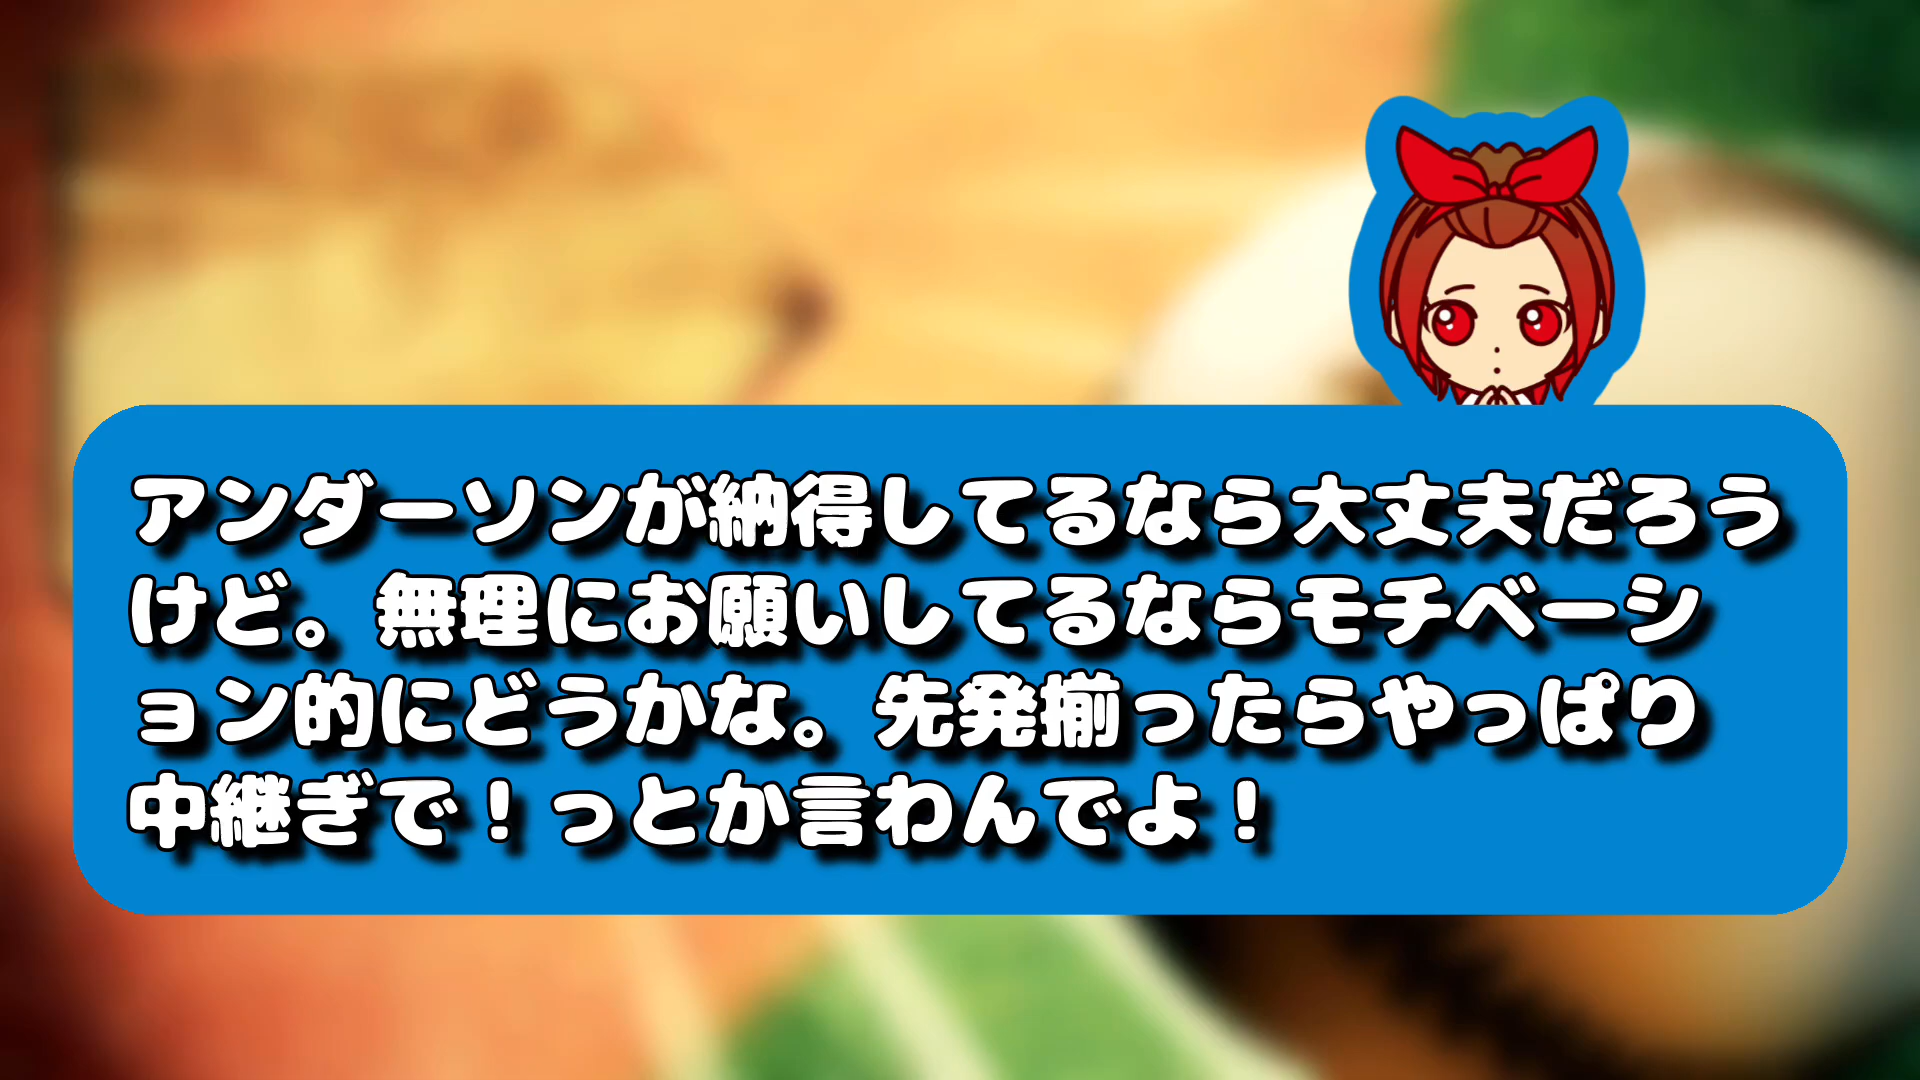 アンダーソンが納得してるなら大丈夫だろう
けど。無理にお願いしてるならモチベーシ
ョン的にどうかな。先発揃ったらやっぱり
中継ぎで！っとか言わんでよ！